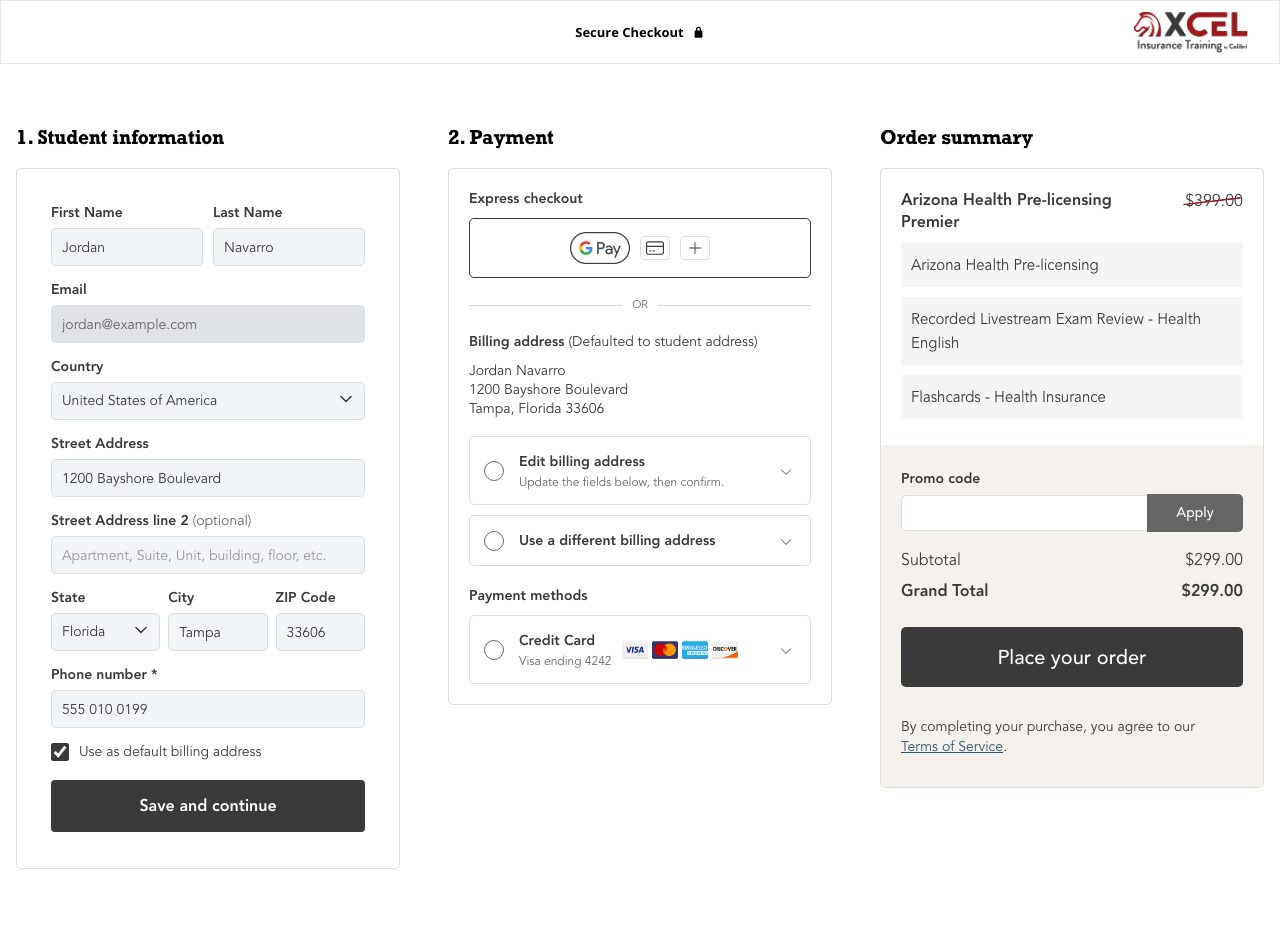 Secure Checkout
XCEL
Insurance Training by Colibri
1. Student information
First Name
Last Name
Jordan
Navarro
Email
jordan@example.com
Country
United States of America
Street Address
1200 Bayshore Boulevard
Street Address line 2 (optional)
Apartment, Suite, Unit, building, floor, etc.
State
City
ZIP Code
Florida
Tampa
33606
Phone number *
555 010 0199
Use as default billing address
Save and continue
2. Payment
Express checkout
G Pay
OR
Billing address (Defaulted to student address)
Jordan Navarro
1200 Bayshore Boulevard
Tampa, Florida 33606
Edit billing address
Update the fields below, then confirm.
Use a different billing address
Payment methods
Credit Card
Visa ending 4242
VISA
AMERICAN EXPRESS
DISCOVER
Order summary
Arizona Health Pre-licensing Premier
$399.00
Arizona Health Pre-licensing
Recorded Livestream Exam Review - Health
English
Flashcards - Health Insurance
Promo code
Apply
Subtotal
$299.00
Grand Total
$299.00
Place your order
By completing your purchase, you agree to our
Terms of Service.